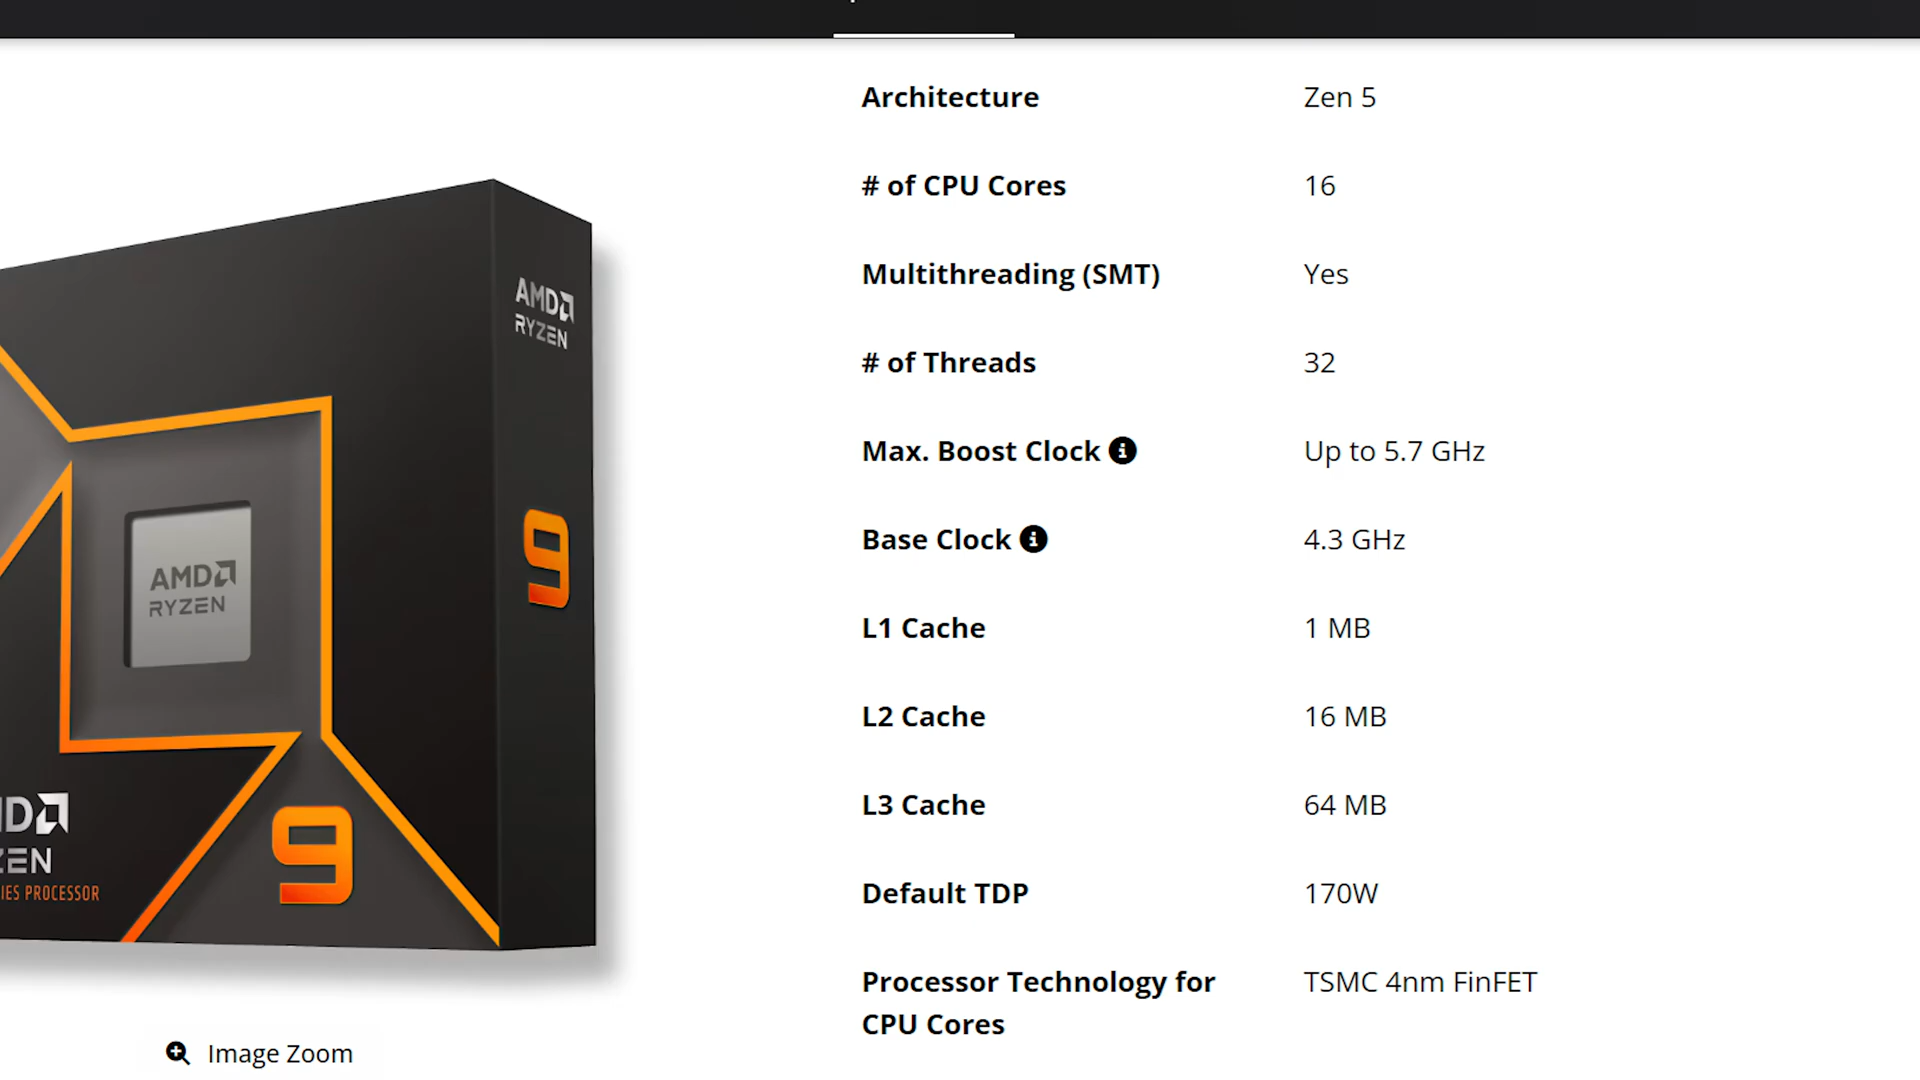 Architecture Zen 5
# of CPU Cores 16
Multithreading (SMT) Yes
# of Threads 32
Max. Boost Clock Up to 5.7 GHz
Base Clock 4.3 GHz
L1 Cache 1 MB
L2 Cache 16 MB
L3 Cache 64 MB
Default TDP 170W
Processor Technology for TSMC 4nm FinFET
CPU Cores
AMD
RYZEN
9
AMD
RYZEN
9
PROCESSOR
Image Zoom